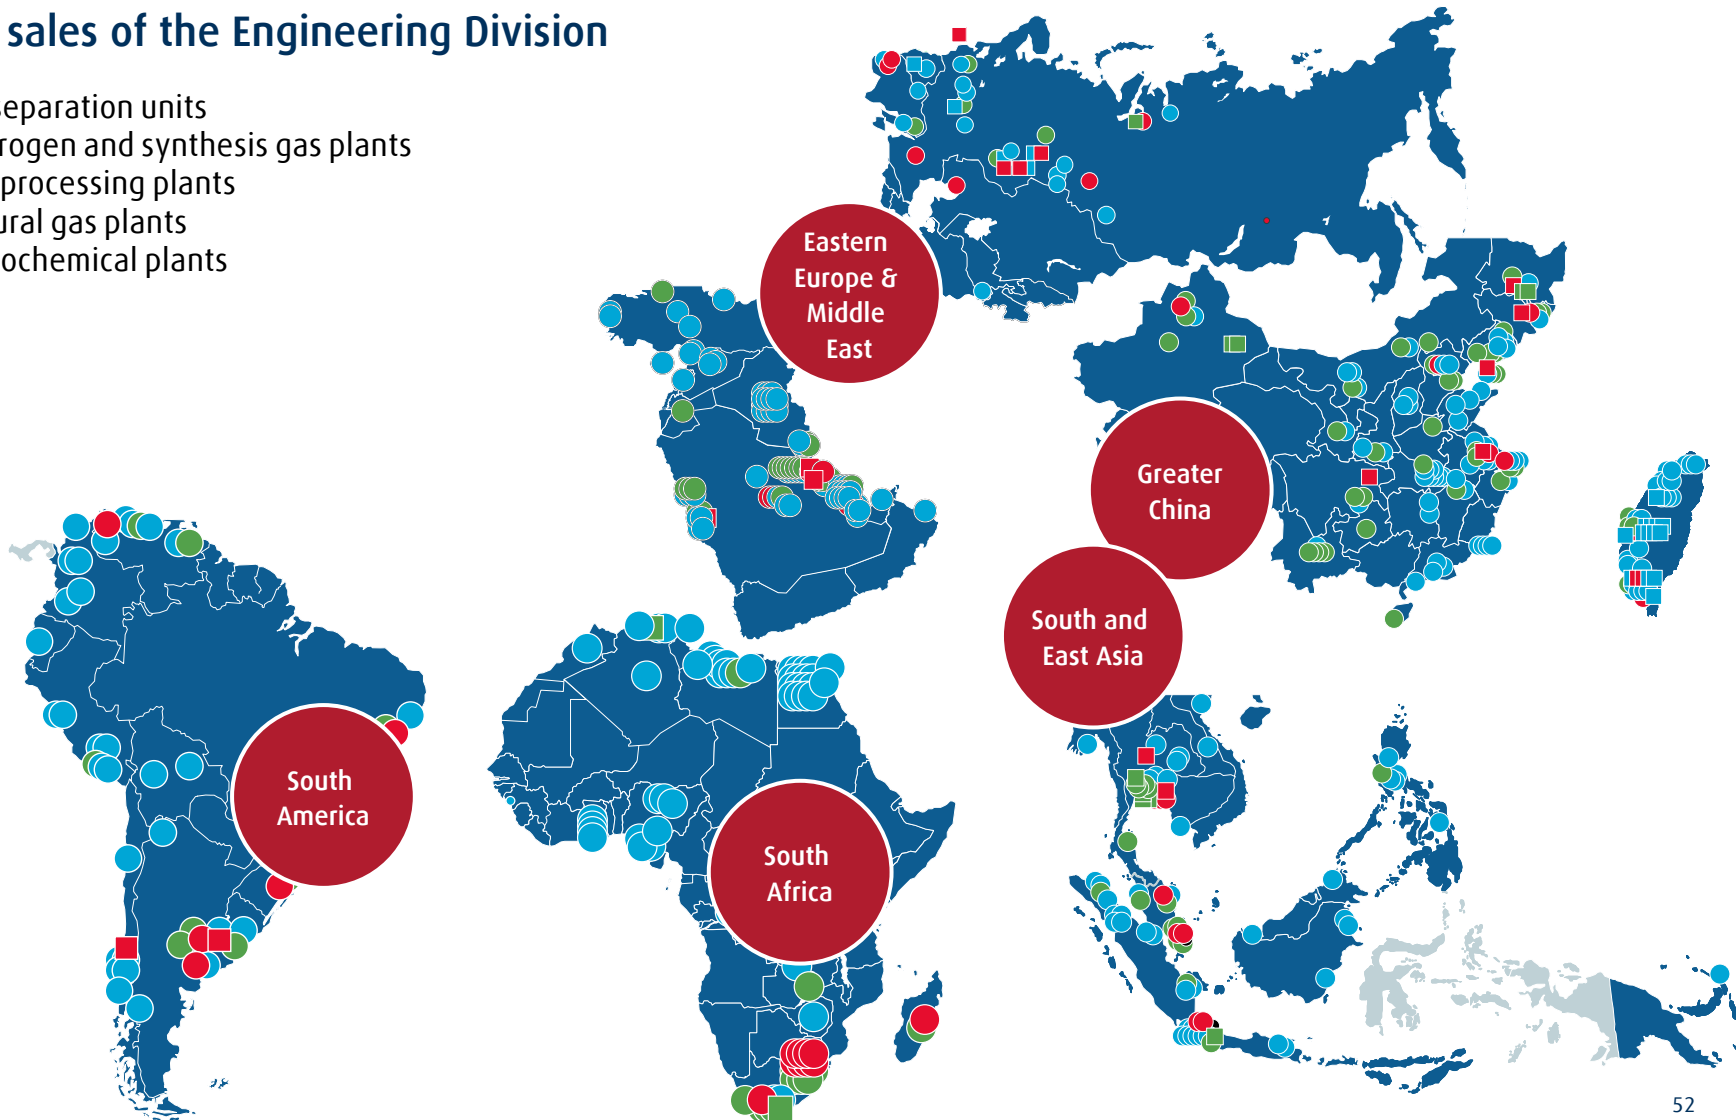 sales of the Engineering Division
separation units
rogen and synthesis gas plants
processing plants
ural gas plants
ochemical plants
Eastern
Europe &
Middle
East
Greater
China
South and
East Asia
South
America
South
Africa
52